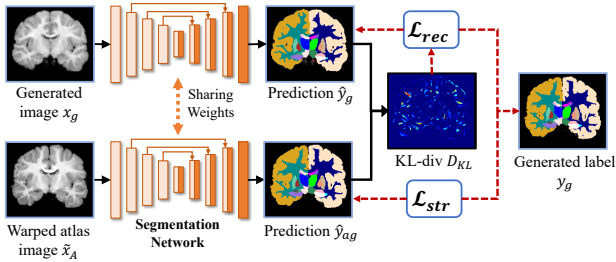 Generated
image x_g
Sharing
Weights
Prediction ŷ_g
ℒ_rec
KL-div D_KL
Generated label
y_g
Warped atlas
image x̃_A
Segmentation
Network
Prediction ŷ_ag
ℒ_str